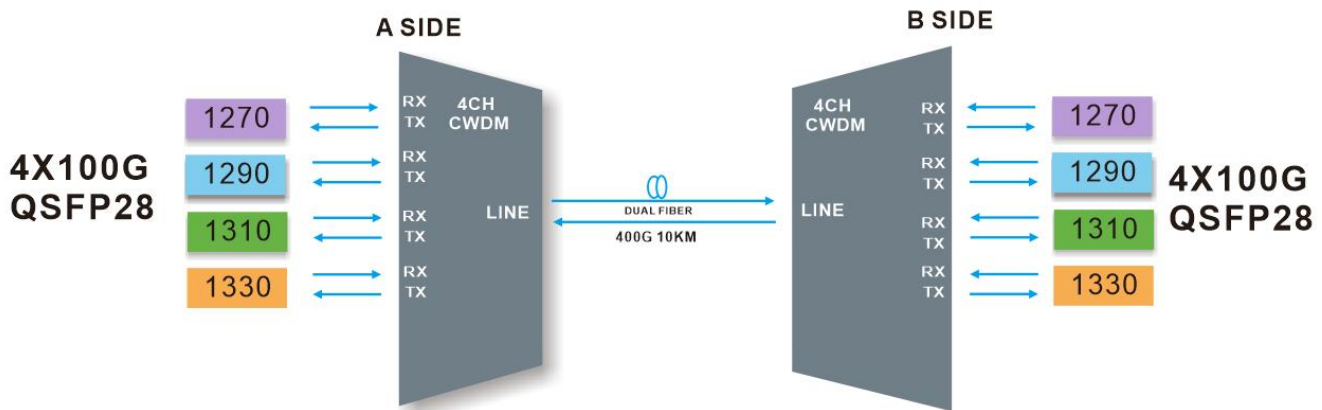 A SIDE
B SIDE
4X100G
QSFP28
1270
1290
1310
1330
RX
TX
RX
TX
RX
TX
RX
TX
4CH
CWDM
LINE
DUAL FIBER
400G 10KM
4CH
CWDM
LINE
RX
TX
RX
TX
RX
TX
RX
TX
1270
1290
1310
1330
4X100G
QSFP28